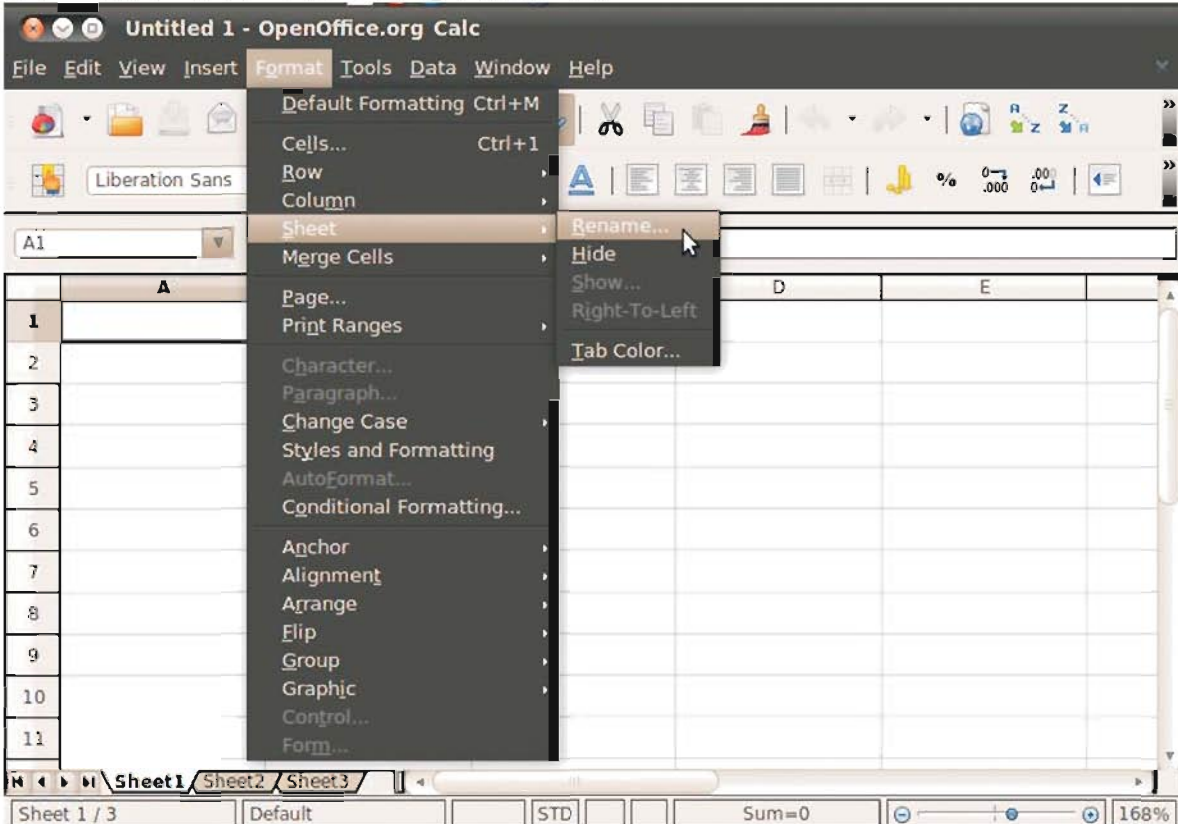 Untitled 1 - OpenOffice.org Calc
File Edit View Insert Format Tools Data Window Help
Default Formatting Ctrl+M
Cells... Ctrl+1
Row
Column
Sheet
Merge Cells
Page...
Print Ranges
Character...
Paragraph...
Change Case
Styles and Formatting
AutoFormat...
Conditional Formatting...
Anchor
Alignment
Arrange
Flip
Group
Graphic
Control...
Form...
Rename...
Hide
Show...
Right-To-Left
Tab Color...
A Z Z A
Liberation Sans
A % 0 .000 .000 0
A1
A D E
1
2
3
4
5
6
7
8
9
10
11
Sheet1 Sheet2 Sheet3
Sheet 1 / 3 Default STD Sum=0 168%